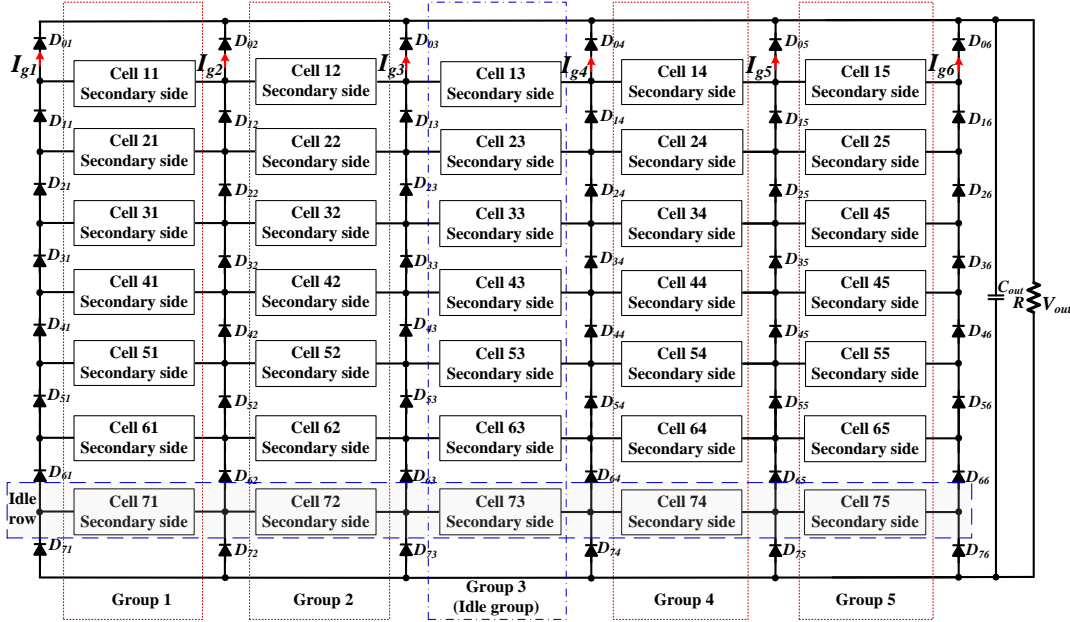 D01 D02 D03 D04 D05 D06
Ig1 Ig2 Ig3 Ig4 Ig5 Ig6
Cell 11 Cell 12 Cell 13 Cell 14 Cell 15
Secondary side Secondary side Secondary side Secondary side Secondary side
D11 D12 D13 D14 D15 D16
Cell 21 Cell 22 Cell 23 Cell 24 Cell 25
Secondary side Secondary side Secondary side Secondary side Secondary side
D21 D22 D23 D24 D25 D26
Cell 31 Cell 32 Cell 33 Cell 34 Cell 45
Secondary side Secondary side Secondary side Secondary side Secondary side
D31 D32 D33 D34 D35 D36
Cell 41 Cell 42 Cell 43 Cell 44 Cell 45
Secondary side Secondary side Secondary side Secondary side Secondary side
Cout R Vout
D41 D42 D43 D44 D45 D46
Cell 51 Cell 52 Cell 53 Cell 54 Cell 55
Secondary side Secondary side Secondary side Secondary side Secondary side
D51 D52 D53 D54 D55 D56
Cell 61 Cell 62 Cell 63 Cell 64 Cell 65
Secondary side Secondary side Secondary side Secondary side Secondary side
D61 D62 D63 D64 D65 D66
Idle
row
Cell 71 Cell 72 Cell 73 Cell 74 Cell 75
Secondary side Secondary side Secondary side Secondary side Secondary side
D71 D72 D73 D74 D75 D76
Group 1 Group 2 Group 3 Group 4 Group 5
(Idle group)